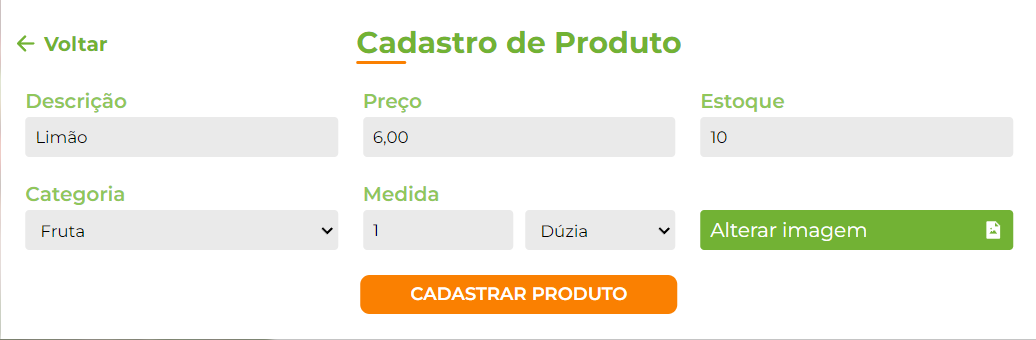 Voltar
Cadastro de Produto
Descrição
Preço
Estoque
Limão
6,00
10
Categoria
Medida
Fruta
1
Dúzia
Alterar imagem
CADASTRAR PRODUTO